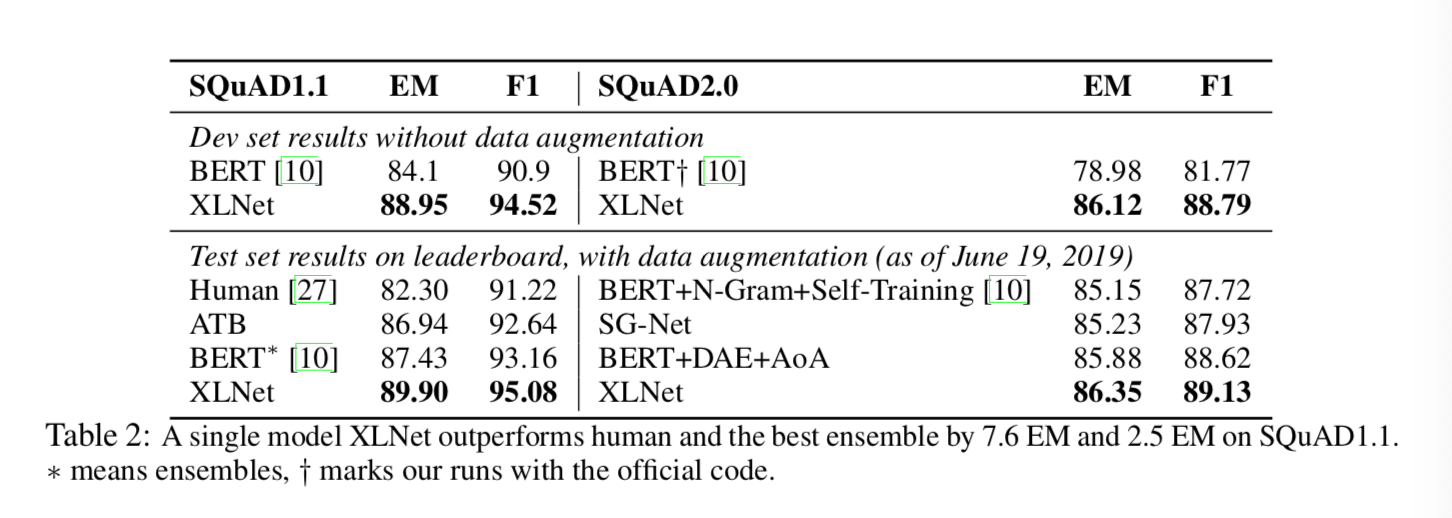 SQuAD1.1 EM F1 SQuAD2.0 EM F1
Dev set results without data augmentation
BERT [10] 84.1 90.9 BERT† [10] 78.98 81.77
XLNet 88.95 94.52 XLNet 86.12 88.79
Test set results on leaderboard, with data augmentation (as of June 19, 2019)
Human [27] 82.30 91.22 BERT+N-Gram+Self-Training [10] 85.15 87.72
ATB 86.94 92.64 SG-Net 85.23 87.93
BERT* [10] 87.43 93.16 BERT+DAE+AoA 85.88 88.62
XLNet 89.90 95.08 XLNet 86.35 89.13
Table 2: A single model XLNet outperforms human and the best ensemble by 7.6 EM and 2.5 EM on SQuAD1.1.
* means ensembles, † marks our runs with the official code.